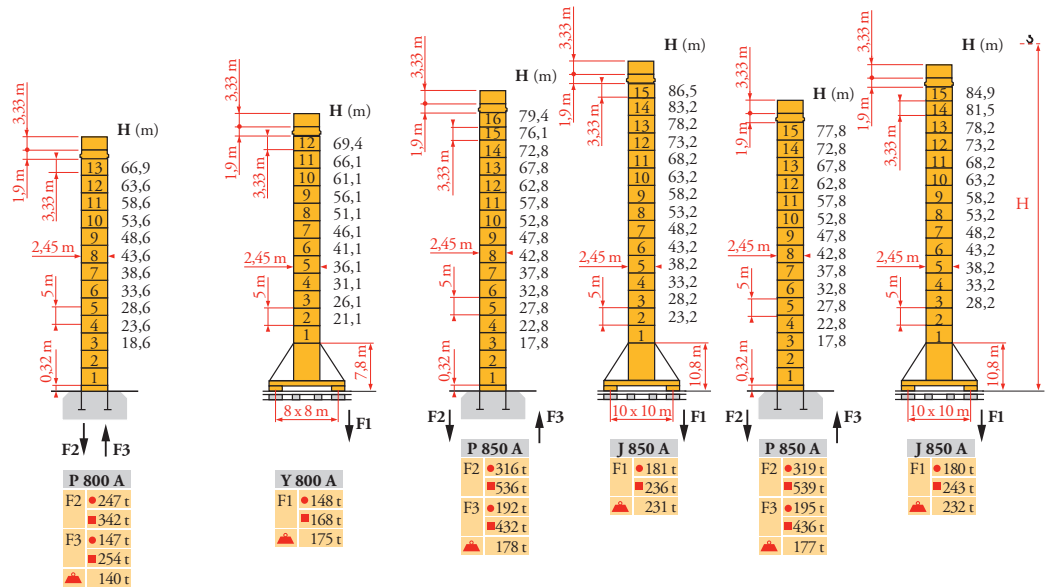 3,33 m
1,9 m
3,33 m
H (m)
13 66,9
12 63,6
11 58,6
10 53,6
9 48,6
8 43,6
7 38,6
6 33,6
5 28,6
4 23,6
3 18,6
2
1
2,45 m
5 m
0,32 m
F2 F3
P 800 A
F2 247 t
342 t
F3 147 t
254 t
140 t
3,33 m
1,9 m
3,33 m
H (m)
12 69,4
11 66,1
10 61,1
9 56,1
8 51,1
7 46,1
6 41,1
5 36,1
4 31,1
3 26,1
2 21,1
1
2,45 m
5 m
7,8 m
8 x 8 m
F1
Y 800 A
F1 148 t
168 t
175 t
3,33 m
1,9 m
3,33 m
H (m)
16 79,4
15 76,1
14 72,8
13 67,8
12 62,8
11 57,8
10 52,8
9 47,8
8 42,8
7 37,8
6 32,8
5 27,8
4 22,8
3 17,8
2
1
2,45 m
5 m
0,32 m
F2 F3
P 850 A
F2 316 t
536 t
F3 192 t
432 t
178 t
3,33 m
1,9 m
3,33 m
H (m)
15 86,5
14 83,2
13 78,2
12 73,2
11 68,2
10 63,2
9 58,2
8 53,2
7 48,2
6 43,2
5 38,2
4 33,2
3 28,2
2 23,2
1
2,45 m
5 m
10,8 m
10 x 10 m
F1
J 850 A
F1 181 t
236 t
231 t
3,33 m
1,9 m
H (m)
15 77,8
14 72,8
13 67,8
12 62,8
11 57,8
10 52,8
9 47,8
8 42,8
7 37,8
6 32,8
5 27,8
4 22,8
3 17,8
2
1
2,45 m
5 m
0,32 m
F2 F3
P 850 A
F2 319 t
539 t
F3 195 t
436 t
177 t
3,33 m
1,9 m
3,33 m
H (m)
15 84,9
14 81,5
13 78,2
12 73,2
11 68,2
10 63,2
9 58,2
8 53,2
7 48,2
6 43,2
5 38,2
4 33,2
3 28,2
2
1
2,45 m
5 m
10,8 m
10 x 10 m
H
F1
J 850 A
F1 180 t
243 t
232 t